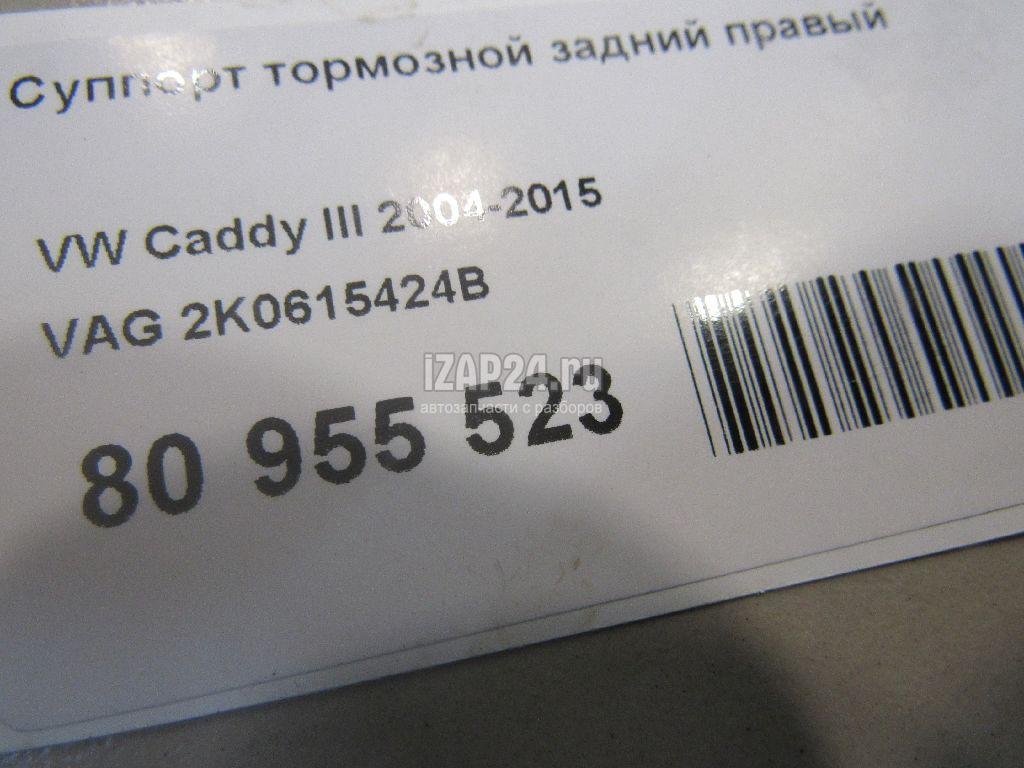 Суппорт тормозной задний правый
VW Caddy III 2004-2015
VAG 2K0615424B
iZAP24.ru
автозапчасти с разборов
80 955 523